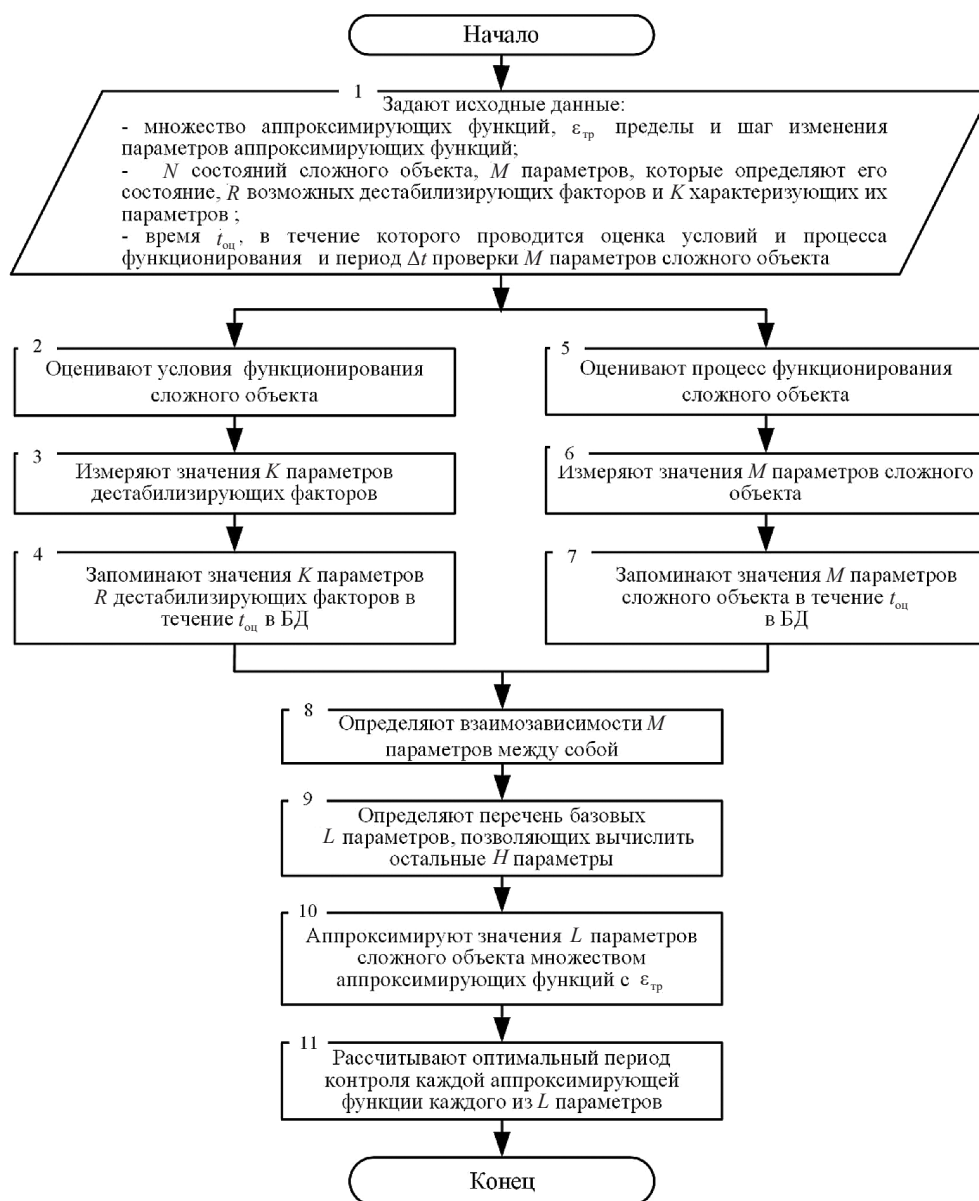 Начало
1
Задают исходные данные:
- множество аппроксимирующих функций, εтр пределы и шаг изменения
параметров аппроксимирующих функций;
- N состояний сложного объекта, M параметров, которые определяют его
состояние, R возможных дестабилизирующих факторов и K характеризующих их
параметров ;
- время tоц, в течение которого проводится оценка условий и процесса
функционирования и период Δt проверки M параметров сложного объекта
2
Оценивают условия функционирования
сложного объекта
3
Измеряют значения K параметров
дестабилизирующих факторов
4
Запоминают значения K параметров
R дестабилизирующих факторов в
течение tоц в БД
5
Оценивают процесс функционирования
сложного объекта
6
Измеряют значения M параметров сложного
объекта
7
Запоминают значения M параметров
сложного объекта в течение tоц
в БД
8
Определяют взаимозависимости M
параметров между собой
9
Определяют перечень базовых
L параметров, позволяющих вычислить
остальные H параметры
10
Аппроксимируют значения L параметров
сложного объекта множеством
аппроксимирующих функций с εтр
11
Рассчитывают оптимальный период
контроля каждой аппроксимирующей
функции каждого из L параметров
Конец